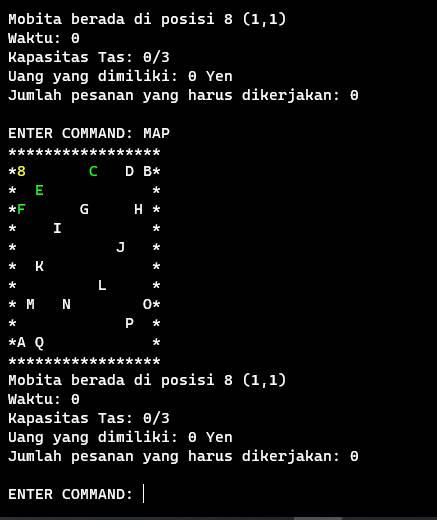 Mobita berada di posisi 8 (1,1)
Waktu: 0
Kapasitas Tas: 0/3
Uang yang dimiliki: 0 Yen
Jumlah pesanan yang harus dikerjakan: 0

ENTER COMMAND: MAP
*****************
*8       C   D B*
*  E            *
*F      G     H *
*    I          *
*           J   *
*  K            *
*         L     *
* M   N        O*
*            P  *
*A Q            *
*****************
Mobita berada di posisi 8 (1,1)
Waktu: 0
Kapasitas Tas: 0/3
Uang yang dimiliki: 0 Yen
Jumlah pesanan yang harus dikerjakan: 0

ENTER COMMAND: